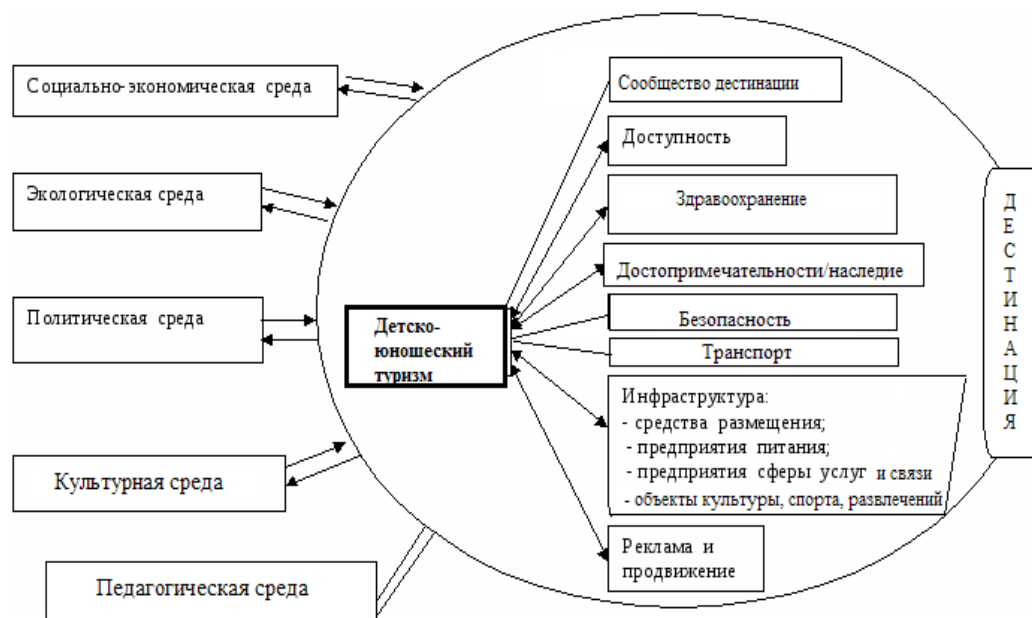 Социально-экономическая среда
Экологическая среда
Политическая среда
Культурная среда
Педагогическая среда
Детско-
юношеский
туризм
Сообщество дестинации
Доступность
Здравоохранение
Достопримечательности/наследие
Безопасность
Транспорт
Инфраструктура:
- средства размещения;
- предприятия питания;
- предприятия сферы услуг и связи
- объекты культуры, спорта, развлечений
Реклама и
продвижение
ДЕСТИНАЦИЯ